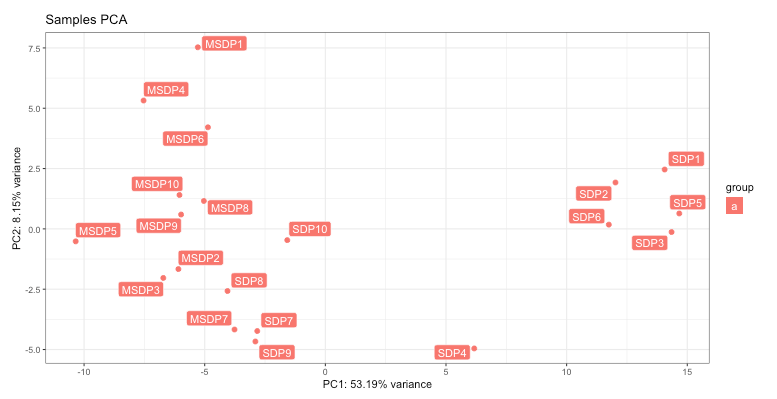 Samples PCA
7.5
5.0
2.5
0.0
-2.5
-5.0
PC2: 8.15% variance
MSDP1
MSDP4
MSDP6
SDP1
MSDP10
SDP2
SDP5
MSDP8
SDP6
MSDP9
MSDP5
SDP10
SDP3
MSDP2
SDP8
MSDP3
MSDP7
SDP7
SDP9
SDP4
-10
-5
0
5
10
15
PC1: 53.19% variance
group
a